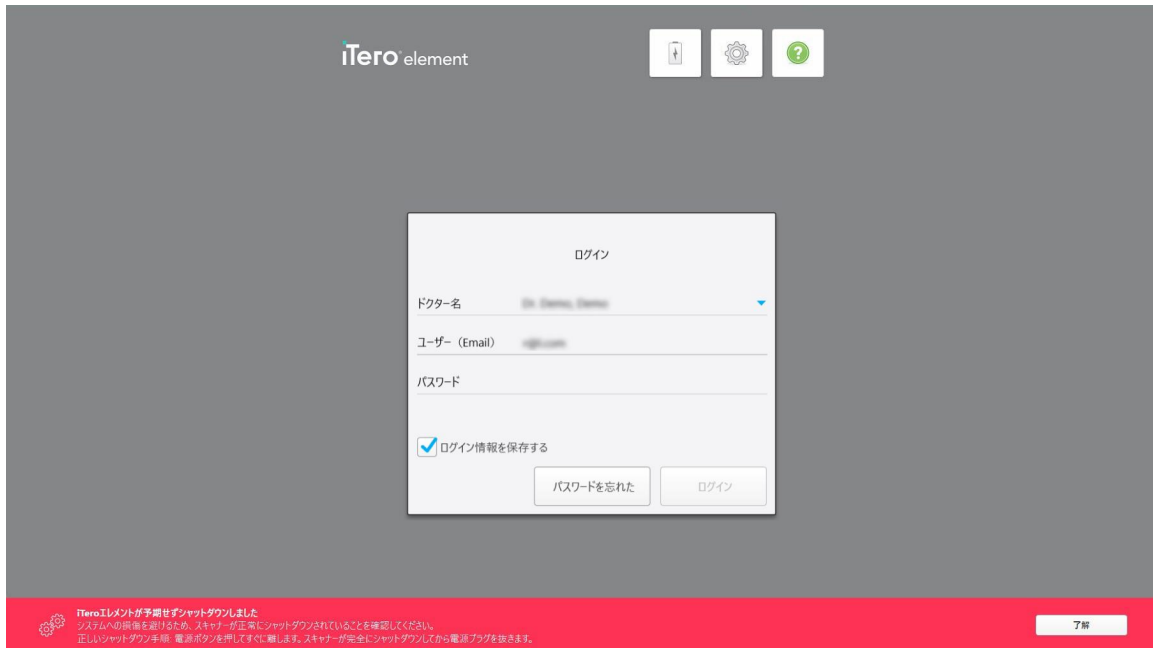 iTero element
?
ログイン
ドクター名
ユーザー（Email）
パスワード
ログイン情報を保存する
パスワードを忘れた
ログイン
iTeroエレメントが予期せずシャットダウンしました
システムへの損傷を避けるため、スキャナーが正常にシャットダウンされていることを確認してください。
正しいシャットダウン手順: 電源ボタンを押してすぐに離します。スキャナーが完全にシャットダウンしてから電源プラグを抜きます。
了解